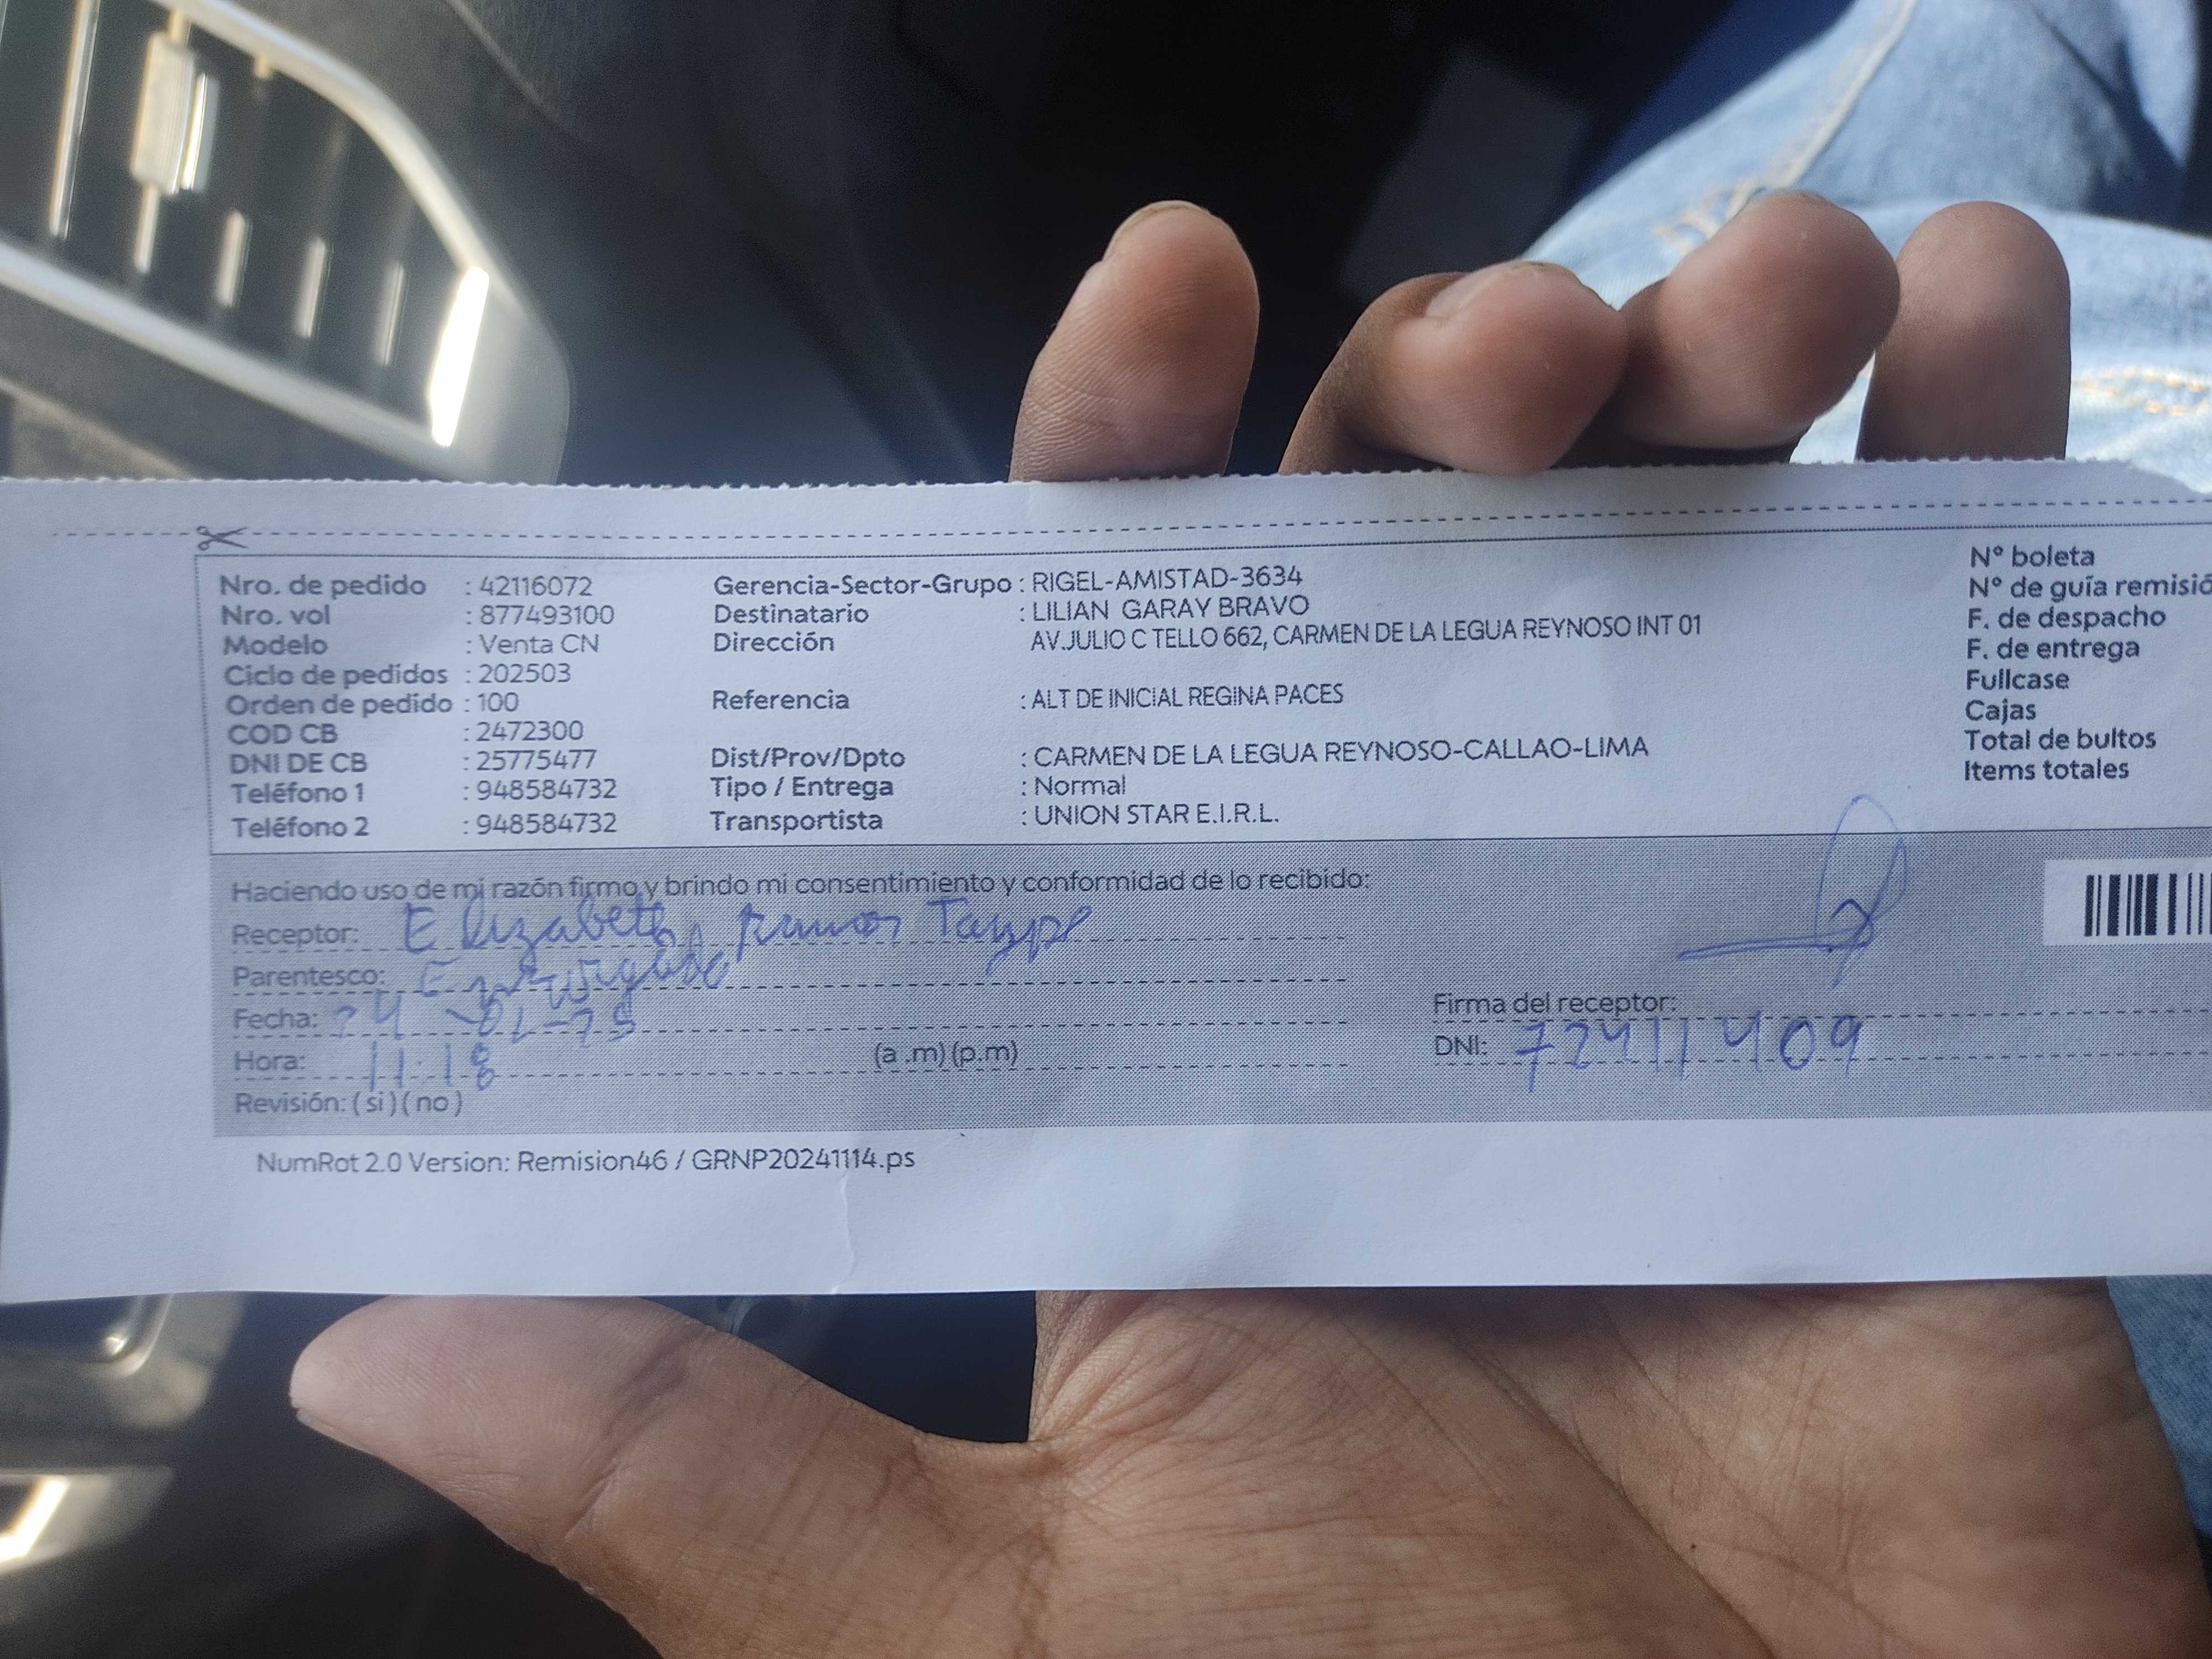 Nro. de pedido : 42116072 Gerencia-Sector-Grupo : RIGEL-AMISTAD-3634 N° boleta
Nro. vol : 877493100 Destinatario : LILIAN GARAY BRAVO N° de guía remisió
Modelo : Venta CN Dirección AV.JULIO C TELLO 662, CARMEN DE LA LEGUA REYNOSO INT 01 F. de despacho
Ciclo de pedidos : 202503 F. de entrega
Orden de pedido : 100 Referencia : ALT DE INICIAL REGINA PACES Fullcase
COD CB : 2472300 Cajas
DNI DE CB : 25775477 Dist/Prov/Dpto : CARMEN DE LA LEGUA REYNOSO-CALLAO-LIMA Total de bultos
Teléfono 1 : 948584732 Tipo / Entrega : Normal Items totales
Teléfono 2 : 948584732 Transportista : UNION STAR E.I.R.L.
Haciendo uso de mi razón firmo y brindo mi consentimiento y conformidad de lo recibido:
Receptor: Elizabeth Taype
Parentesco:
Fecha: 24
Firma del receptor:
Hora: 11:18 (a .m) (p.m) DNI: 72411409
Revisión: ( si ) ( no )
NumRot 2.0 Version: Remision46 / GRNP20241114.ps